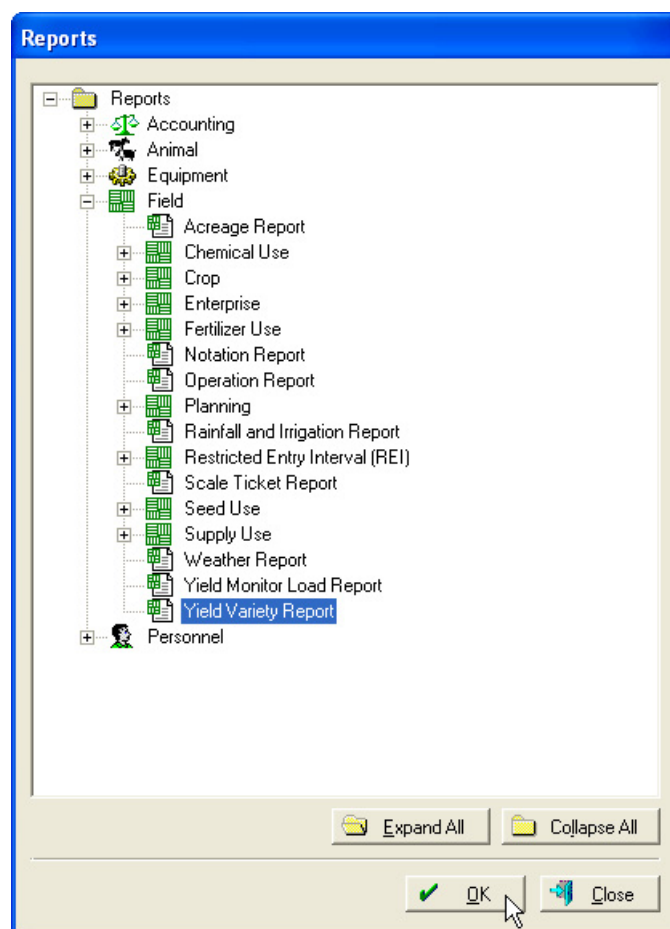 Reports
Reports
Accounting
Animal
Equipment
Field
Acreage Report
Chemical Use
Crop
Enterprise
Fertilizer Use
Notation Report
Operation Report
Planning
Rainfall and Irrigation Report
Restricted Entry Interval (REI)
Scale Ticket Report
Seed Use
Supply Use
Weather Report
Yield Monitor Load Report
Yield Variety Report
Personnel
Expand All Collapse All
OK Close